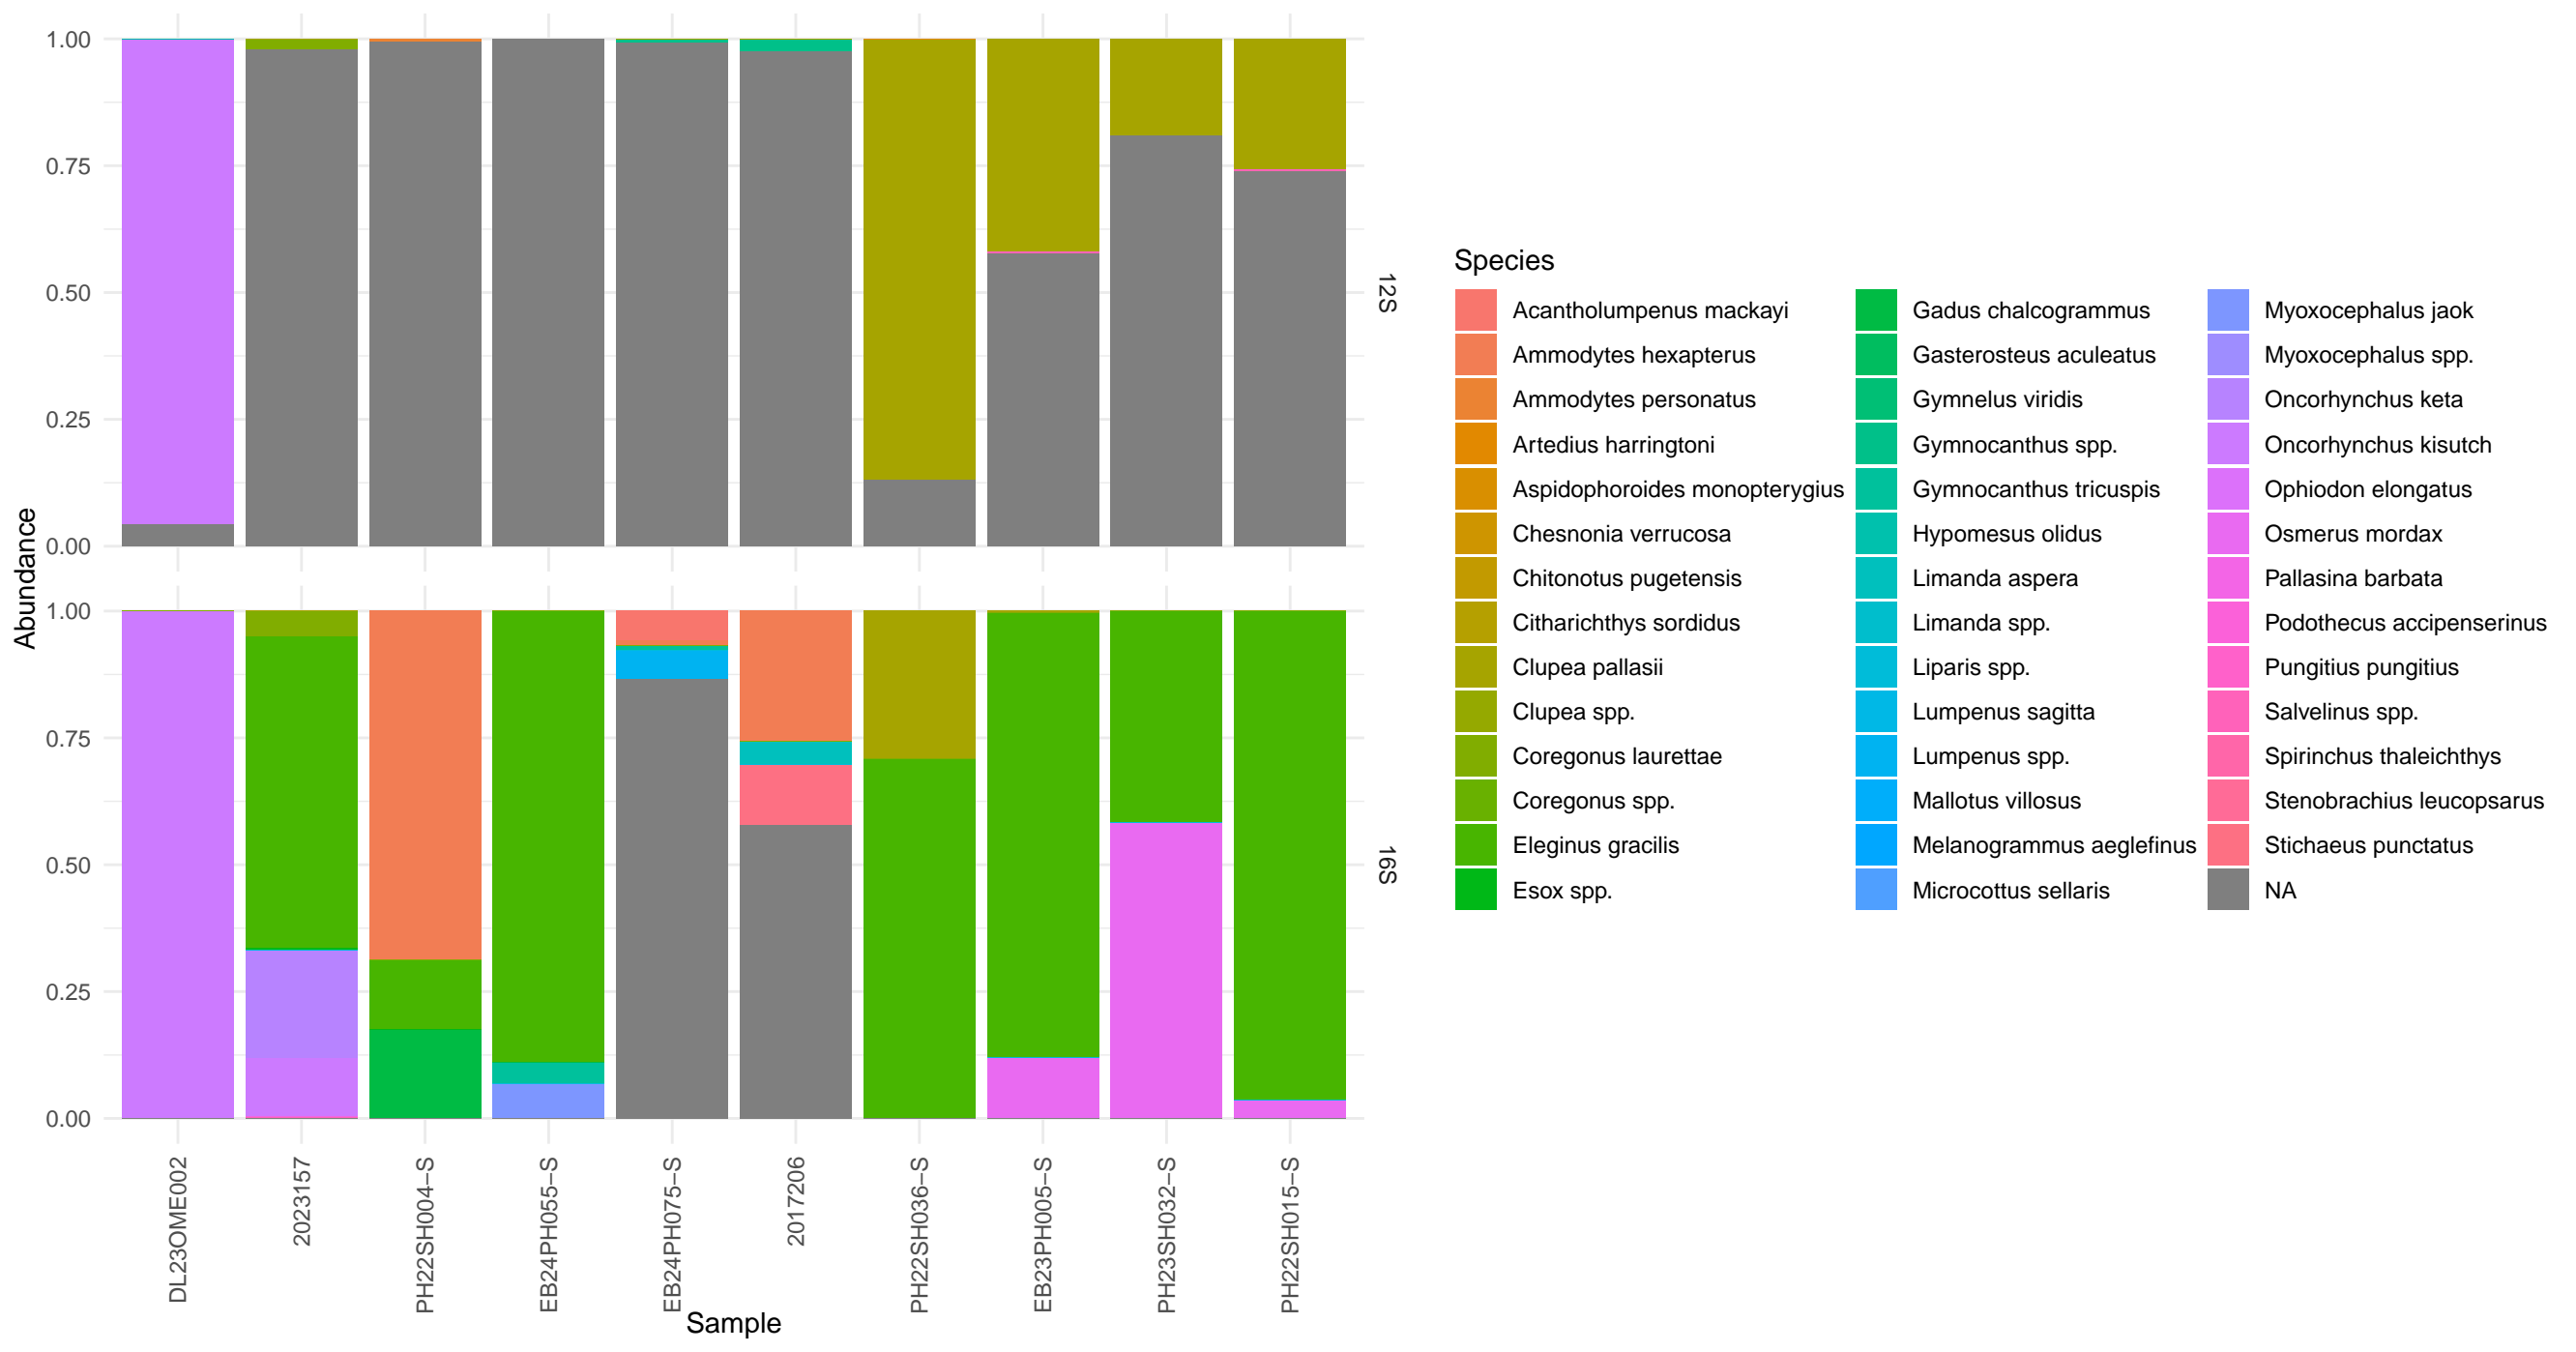 Abundance
1.00
0.75
0.50
0.25
0.00
12S
1.00
0.75
0.50
0.25
0.00
16S
DL23OME002
2023157
PH22SH004−S
EB24PH055−S
EB24PH075−S
2017206
PH22SH036−S
EB23PH005−S
PH23SH032−S
PH22SH015−S
Sample
Species
Acantholumpenus mackayi
Ammodytes hexapterus
Ammodytes personatus
Artedius harringtoni
Aspidophoroides monopterygius
Chesnonia verrucosa
Chitonotus pugetensis
Citharichthys sordidus
Clupea pallasii
Clupea spp.
Coregonus laurettae
Coregonus spp.
Eleginus gracilis
Esox spp.
Gadus chalcogrammus
Gasterosteus aculeatus
Gymnelus viridis
Gymnocanthus spp.
Gymnocanthus tricuspis
Hypomesus olidus
Limanda aspera
Limanda spp.
Liparis spp.
Lumpenus sagitta
Lumpenus spp.
Mallotus villosus
Melanogrammus aeglefinus
Microcottus sellaris
Myoxocephalus jaok
Myoxocephalus spp.
Oncorhynchus keta
Oncorhynchus kisutch
Ophiodon elongatus
Osmerus mordax
Pallasina barbata
Podothecus accipenserinus
Pungitius pungitius
Salvelinus spp.
Spirinchus thaleichthys
Stenobrachius leucopsarus
Stichaeus punctatus
NA